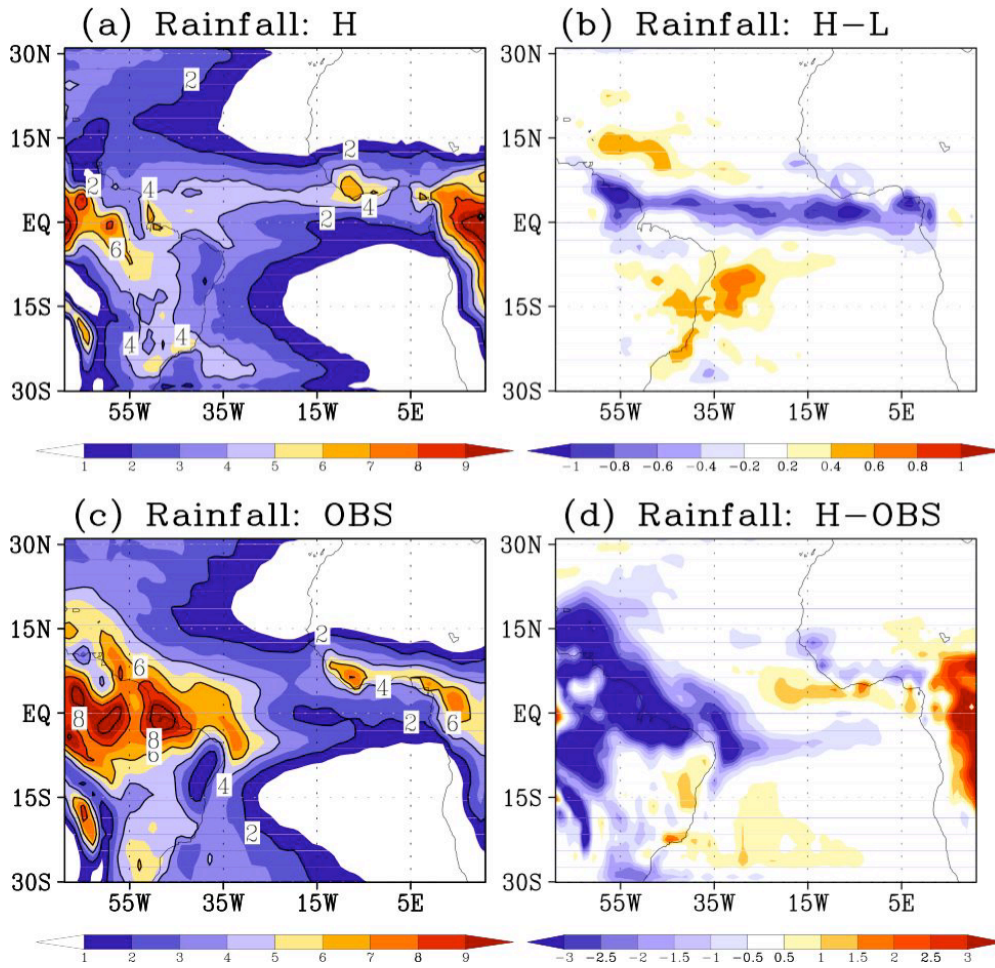 (a) Rainfall: H
(b) Rainfall: H-L
30N
15N
EQ
15S
30S
2
2
2
4
4
2
6
4
4
55W
35W
15W
5E
1 2 3 4 5 6 7 8 9
30N
15N
EQ
15S
30S
55W
35W
15W
5E
-1 -0.8 -0.6 -0.4 -0.2 0.2 0.4 0.6 0.8 1
(c) Rainfall: OBS
(d) Rainfall: H-OBS
30N
15N
EQ
15S
30S
2
6
4
8
8
2
6
6
4
2
55W
35W
15W
5E
1 2 3 4 5 6 7 8 9
30N
15N
EQ
15S
30S
55W
35W
15W
5E
-3 -2.5 -1.5 -1 -0.5 0.5 1 1.5 2 2.5 3